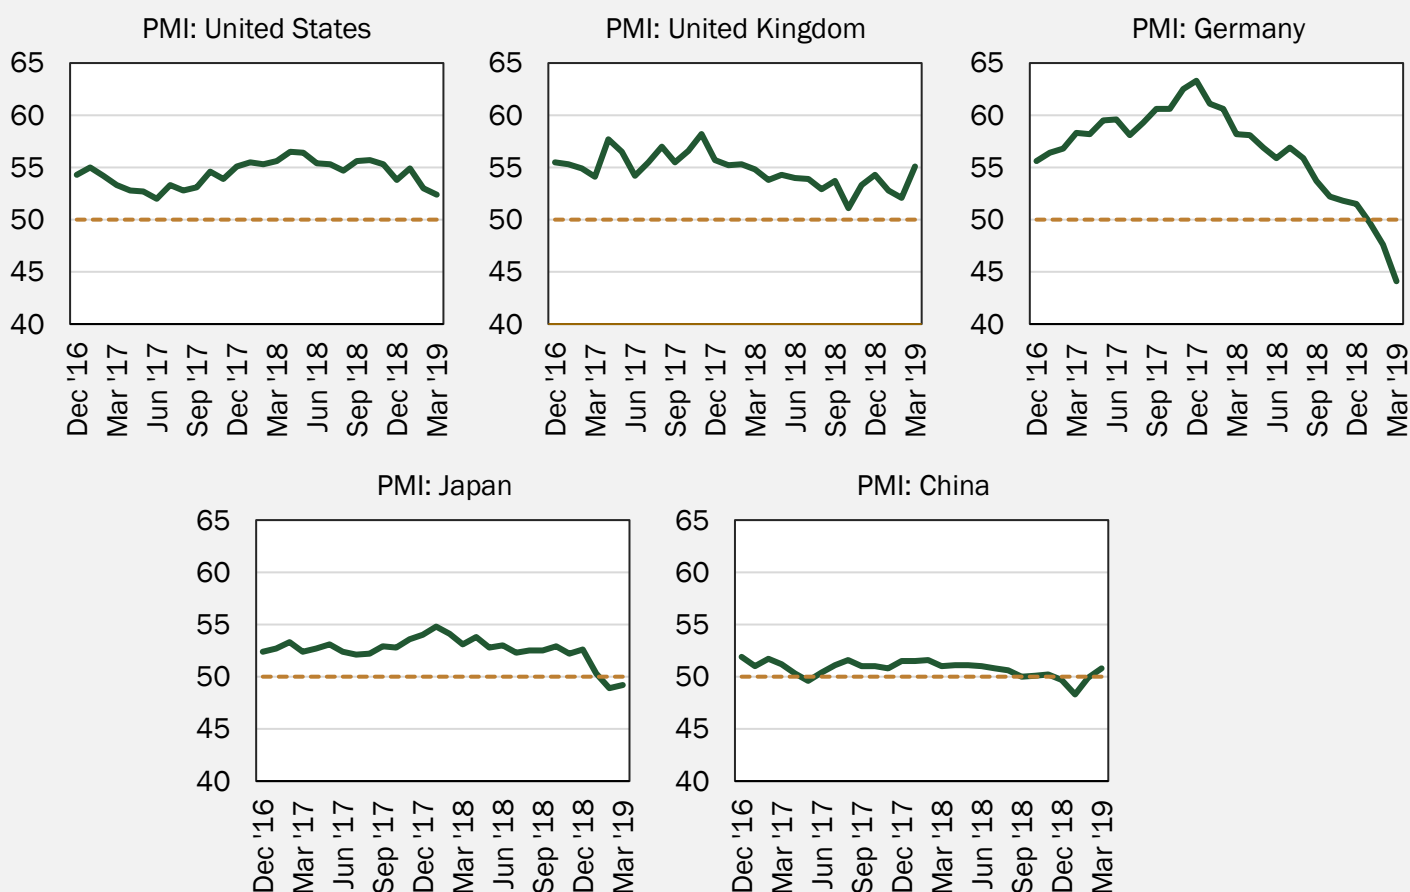 PMI: United States
65
60
55
50
45
40
Dec '16
Mar '17
Jun '17
Sep '17
Dec '17
Mar '18
Jun '18
Sep '18
Dec '18
Mar '19
PMI: United Kingdom
65
60
55
50
45
40
Dec '16
Mar '17
Jun '17
Sep '17
Dec '17
Mar '18
Jun '18
Sep '18
Dec '18
Mar '19
PMI: Germany
65
60
55
50
45
40
Dec '16
Mar '17
Jun '17
Sep '17
Dec '17
Mar '18
Jun '18
Sep '18
Dec '18
Mar '19
PMI: Japan
65
60
55
50
45
40
Dec '16
Mar '17
Jun '17
Sep '17
Dec '17
Mar '18
Jun '18
Sep '18
Dec '18
Mar '19
PMI: China
65
60
55
50
45
40
Dec '16
Mar '17
Jun '17
Sep '17
Dec '17
Mar '18
Jun '18
Sep '18
Dec '18
Mar '19